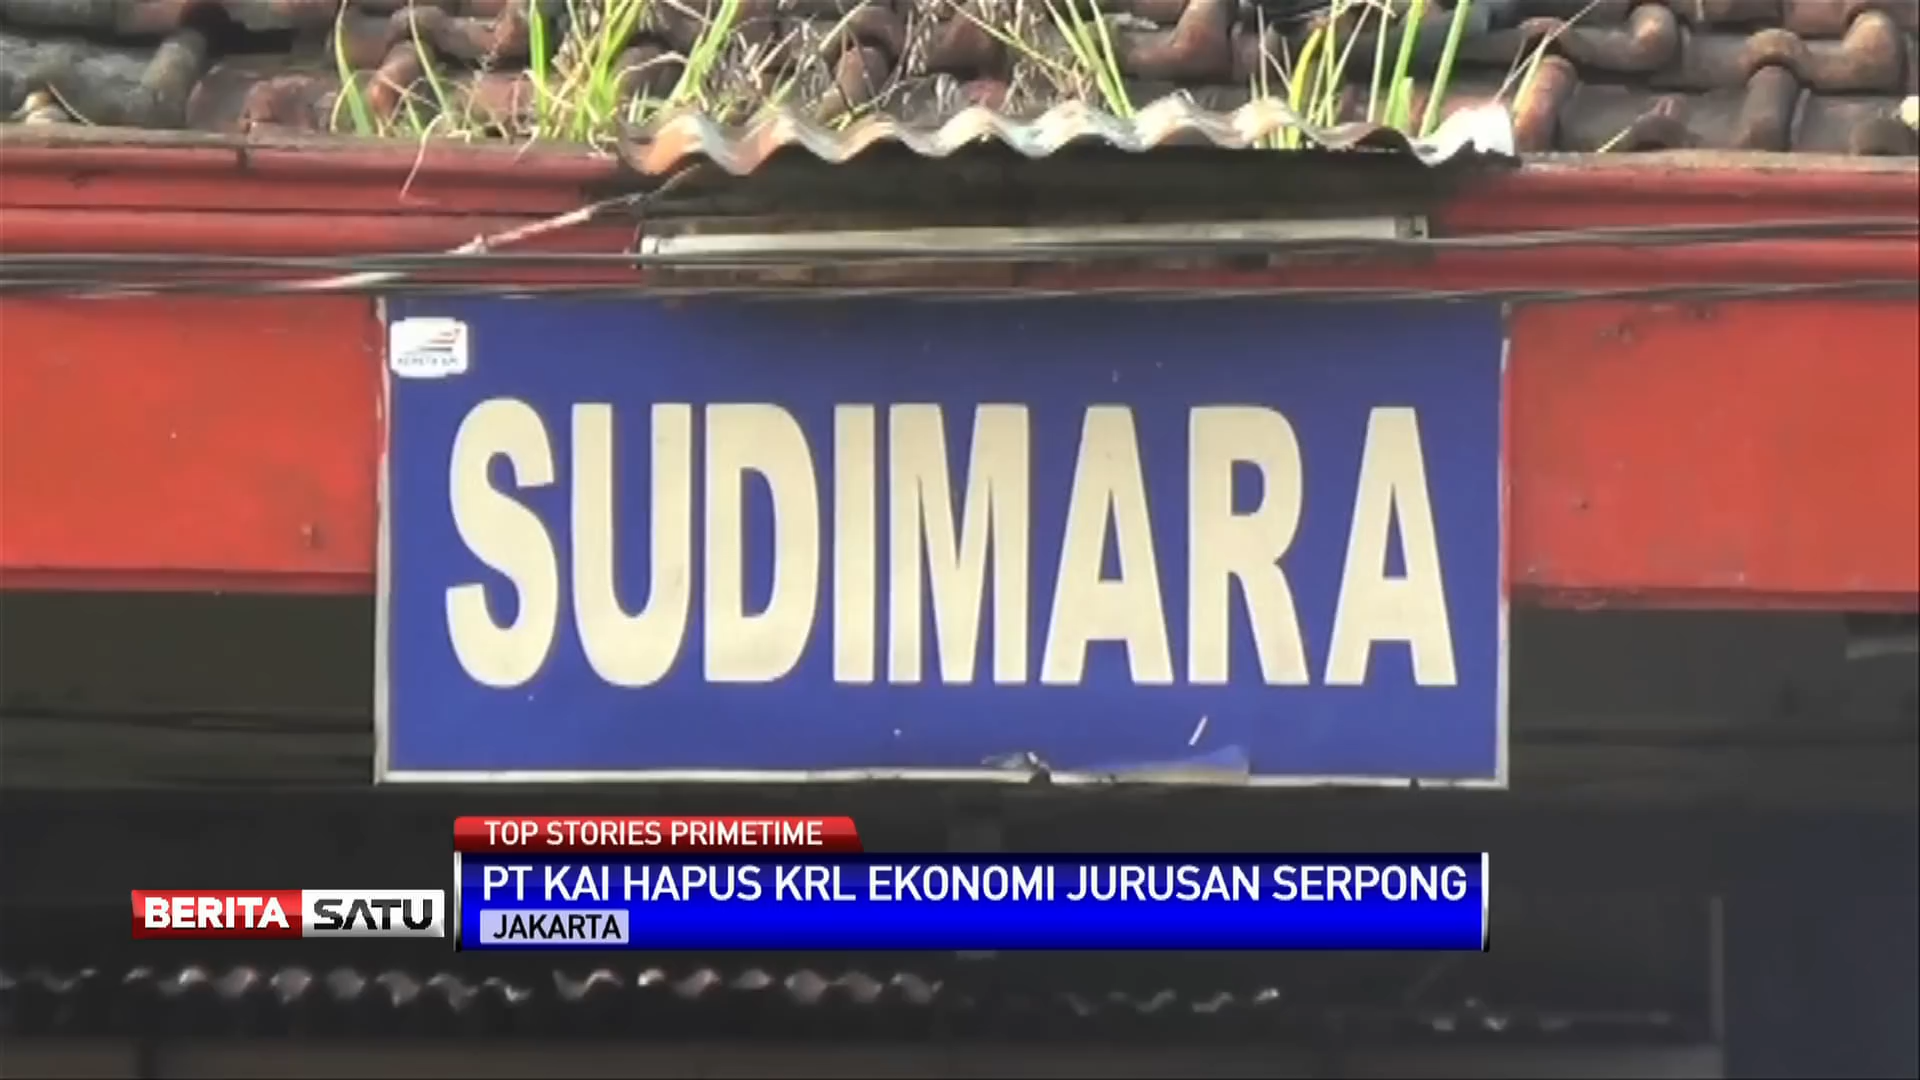 SUDIMARA
TOP STORIES PRIMETIME
PT KAI HAPUS KRL EKONOMI JURUSAN SERPONG
JAKARTA
BERITA SATU